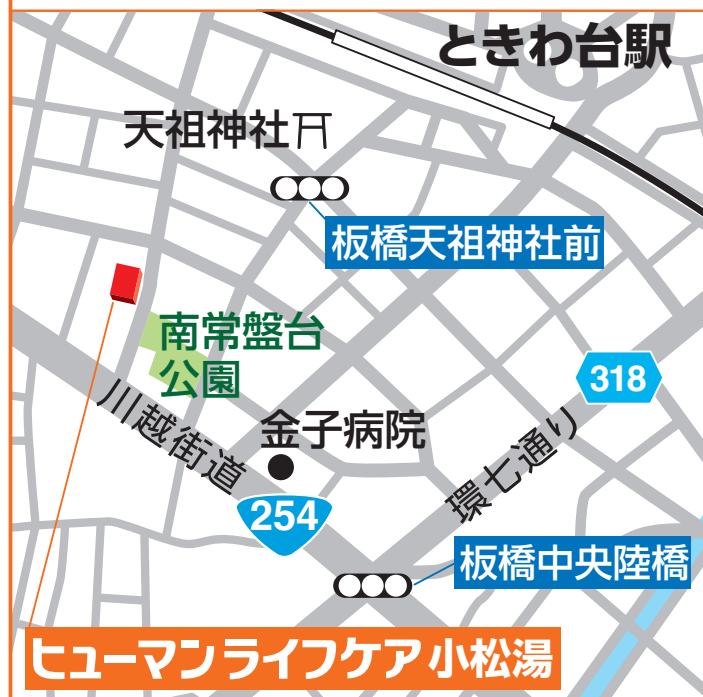 ときわ台駅
天祖神社
板橋天祖神社前
南常盤台
公園
318
川越街道
金子病院
環七通り
254
板橋中央陸橋
ヒューマンライフケア 小松湯